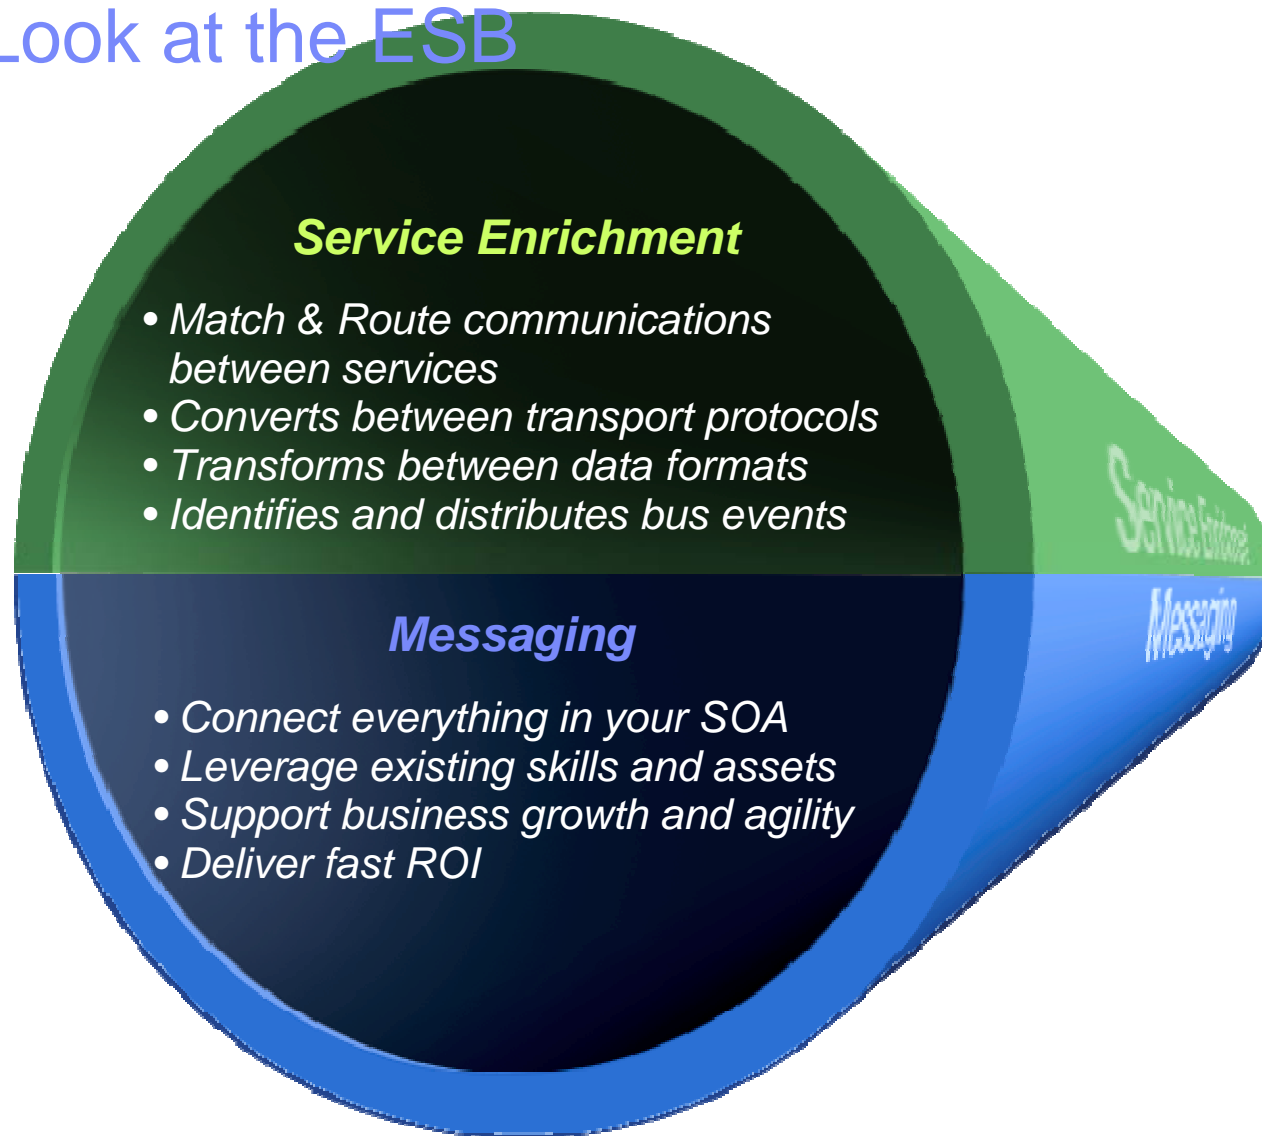 Look at the ESB
Service Enrichment
• Match & Route communications
between services
• Converts between transport protocols
• Transforms between data formats
• Identifies and distributes bus events
Service
Messaging
Messaging
• Connect everything in your SOA
• Leverage existing skills and assets
• Support business growth and agility
• Deliver fast ROI